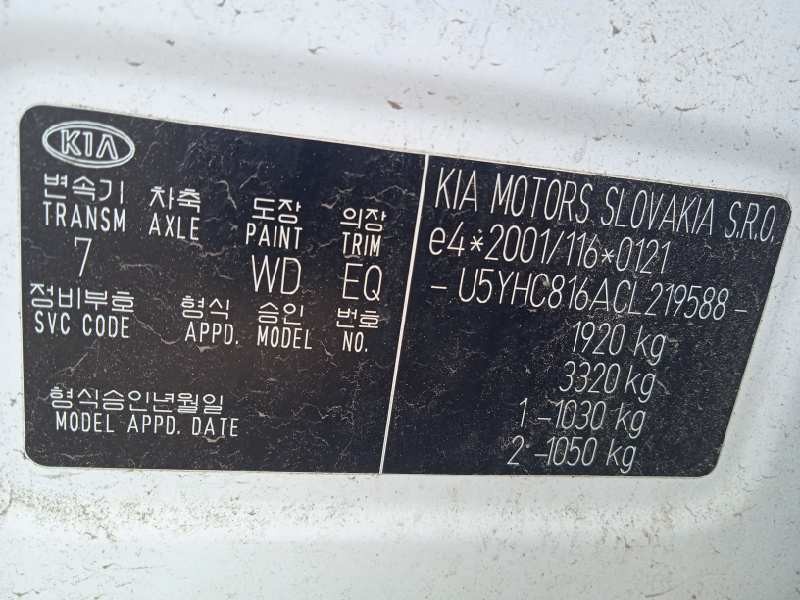 KIA
변속기 차축 도장 의장
TRANSM AXLE PAINT TRIM
7 WD EQ
정비부호 형식 승인 번호
SVC CODE APPD. MODEL NO.
형식승인년월일
MODEL APPD. DATE
KIA MOTORS SLOVAKIA S.R.O.
e4*2001/116*0121
- U5YHC816ACL219588 -
1920 kg
3320 kg
1 -1030 kg
2 -1050 kg